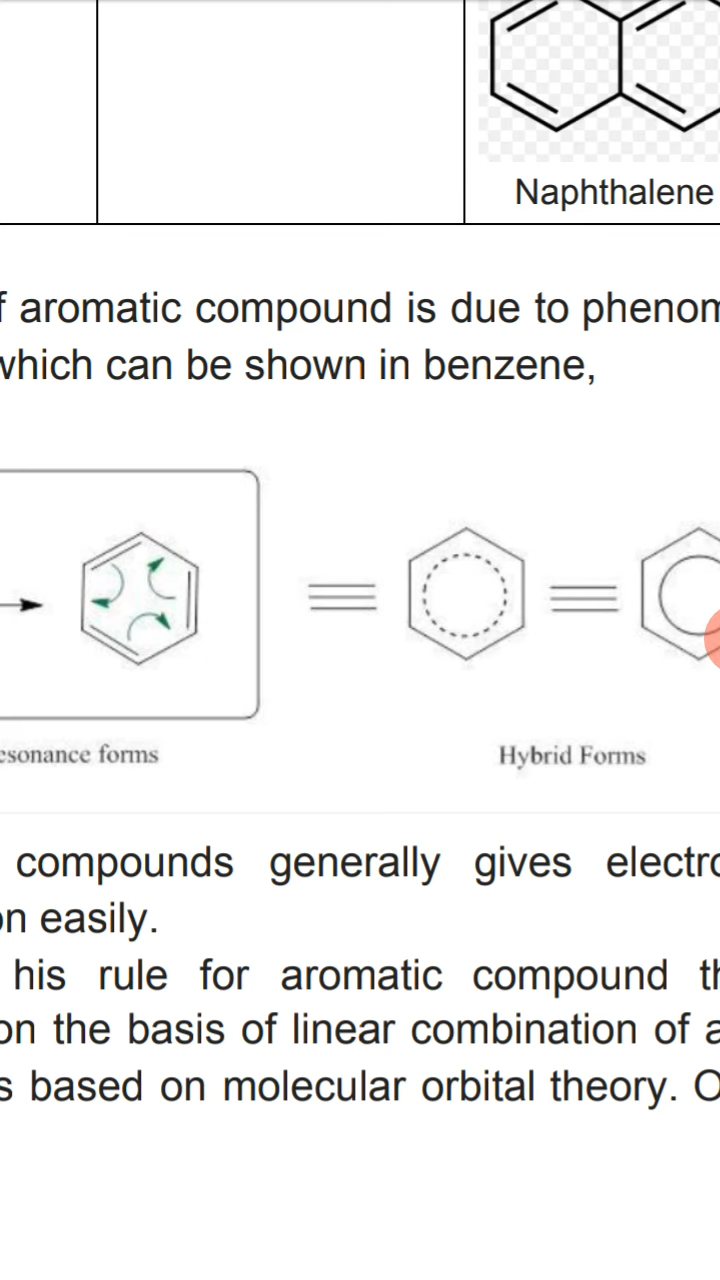 Naphthalene
f aromatic compound is due to phenom
which can be shown in benzene,
esonance forms
Hybrid Forms
compounds generally gives electro
on easily.
his rule for aromatic compound th
on the basis of linear combination of a
s based on molecular orbital theory. O